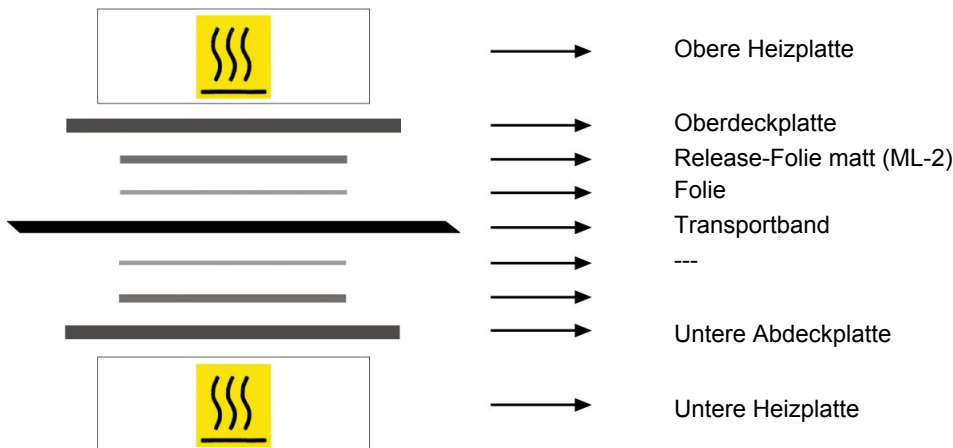 Obere Heizplatte
Oberdeckplatte
Release-Folie matt (ML-2)
Folie
Transportband
---
Untere Abdeckplatte
Untere Heizplatte